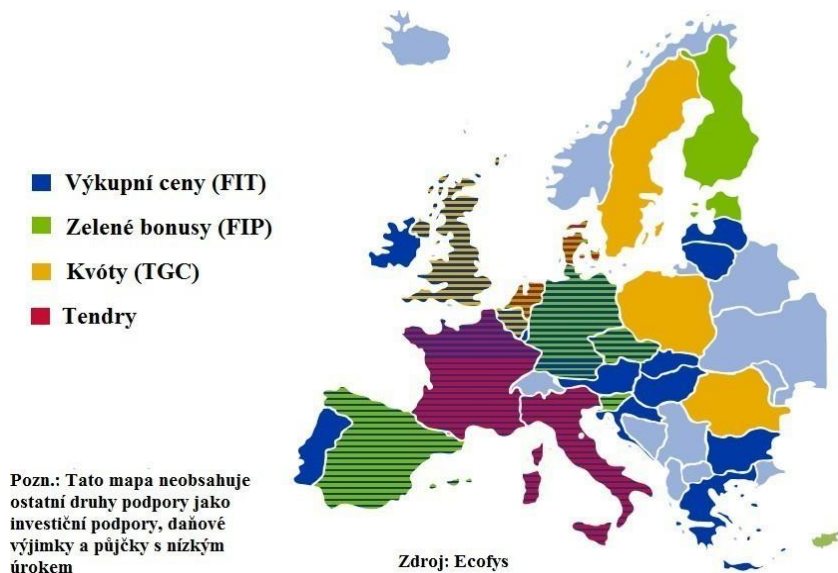 Výkupní ceny (FIT)
Zelené bonusy (FIP)
Kvóty (TGC)
Tendry
Pozn.: Tato mapa neobsahuje
ostatní druhy podpory jako
investiční podpory, daňové
výjimky a půjčky s nízkým
úrokem
Zdroj: Ecofys